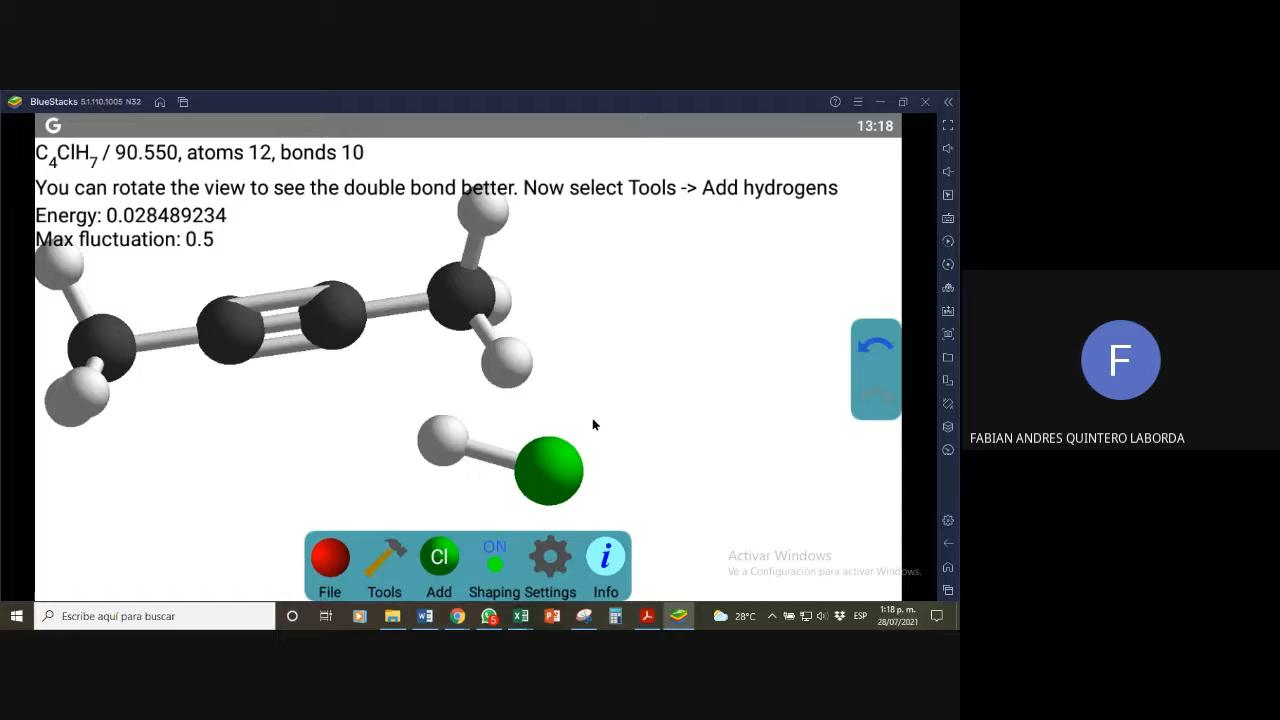 BlueStacks 5.1.110.1005 N32
G
13:18
C4ClH7 / 90.550, atoms 12, bonds 10
You can rotate the view to see the double bond better. Now select Tools -> Add hydrogens
Energy: 0.028489234
Max fluctuation: 0.5
F
FABIAN ANDRES QUINTERO LABORDA
Cl
ON
i
File
Tools
Add
Shaping
Settings
Info
Activar Windows
Ve a Configuración para activar Windows.
Escribe aquí para buscar
5
28°C
ESP
1:18 p. m.
28/07/2021